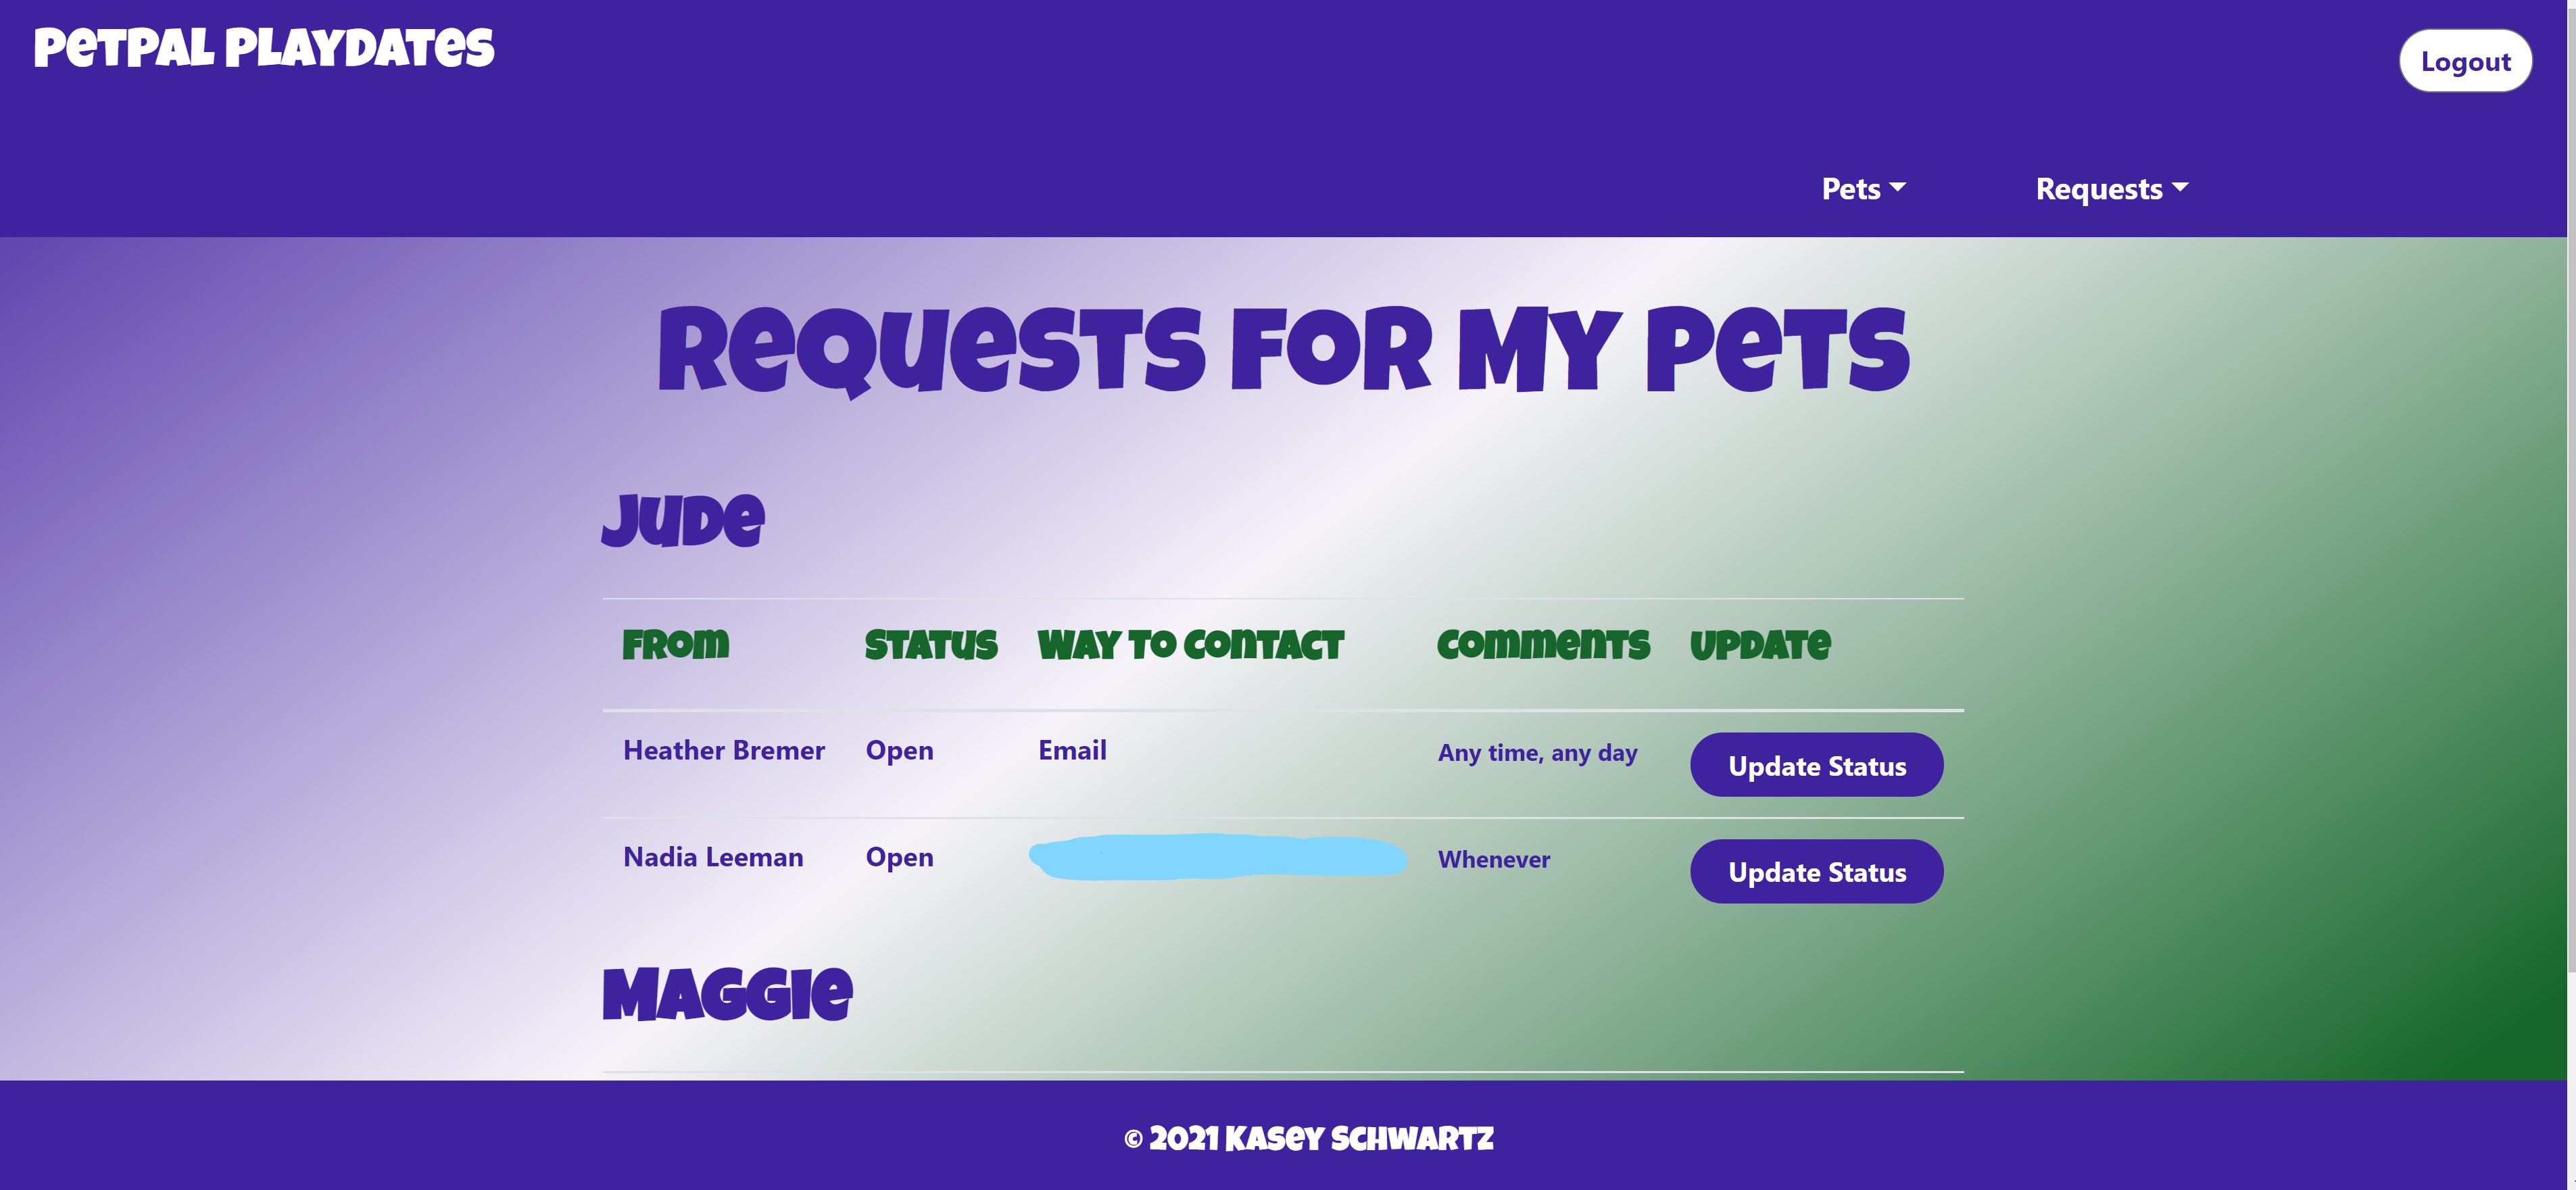 PetPal Playdates
Logout
Pets
Requests
Requests for My Pets
Jude
From Status Way to Contact Comments Update
Heather Bremer Open Email Any time, any day Update Status
Nadia Leeman Open Whenever Update Status
Maggie
© 2021 Kasey Schwartz